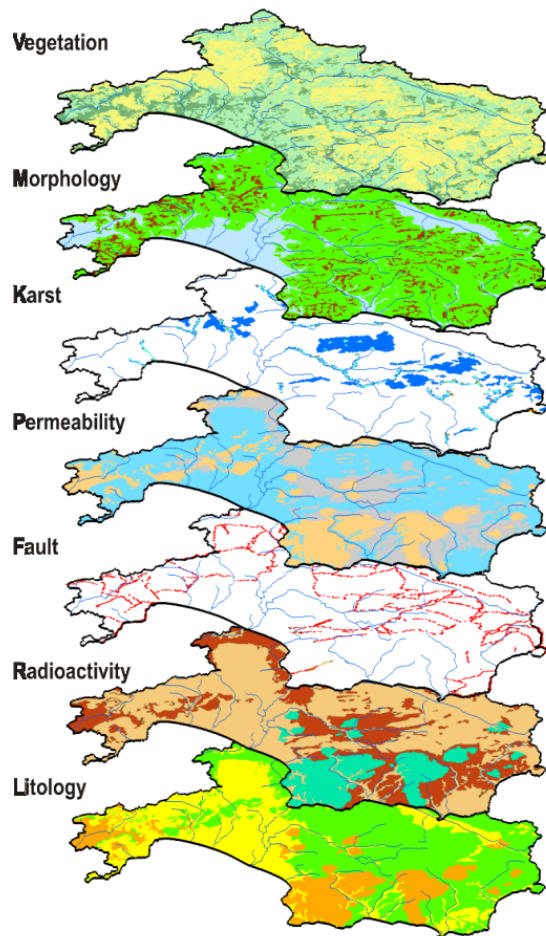 Vegetation
Morphology
Karst
Permeability
Fault
Radioactivity
Litology